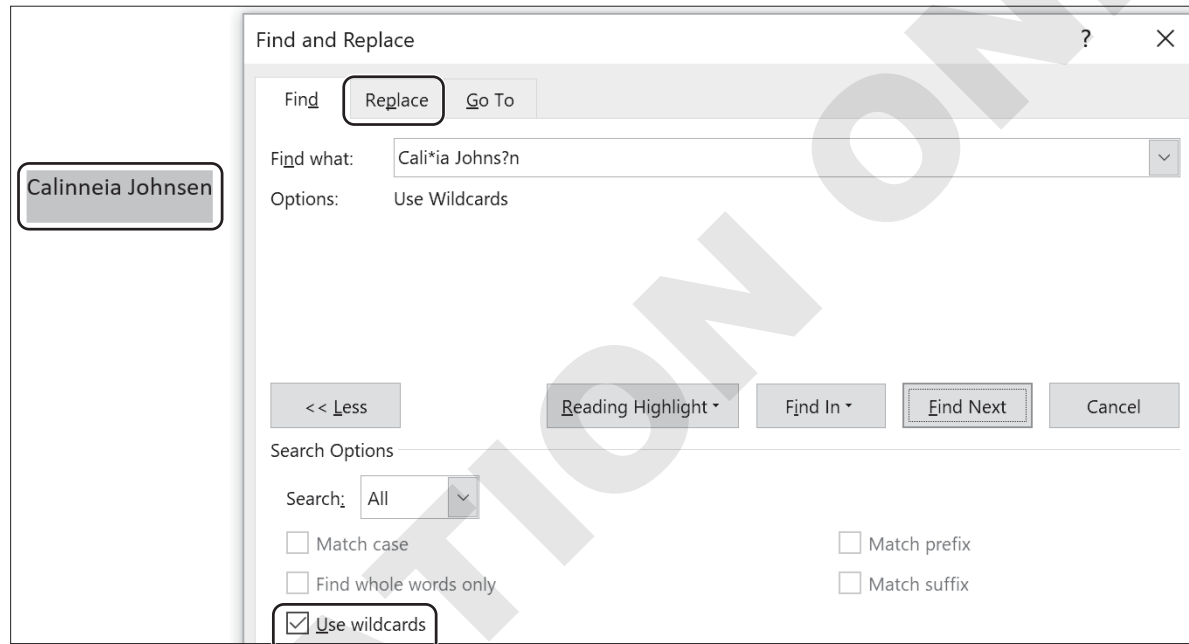 Find and Replace ? ×
Find Replace Go To
Find what: Cali*ia Johns?n
Calinneia Johnsen
Options: Use Wildcards
<< Less Reading Highlight Find In Find Next Cancel
Search Options
Search: All
Match case Match prefix
Find whole words only Match suffix
Use wildcards